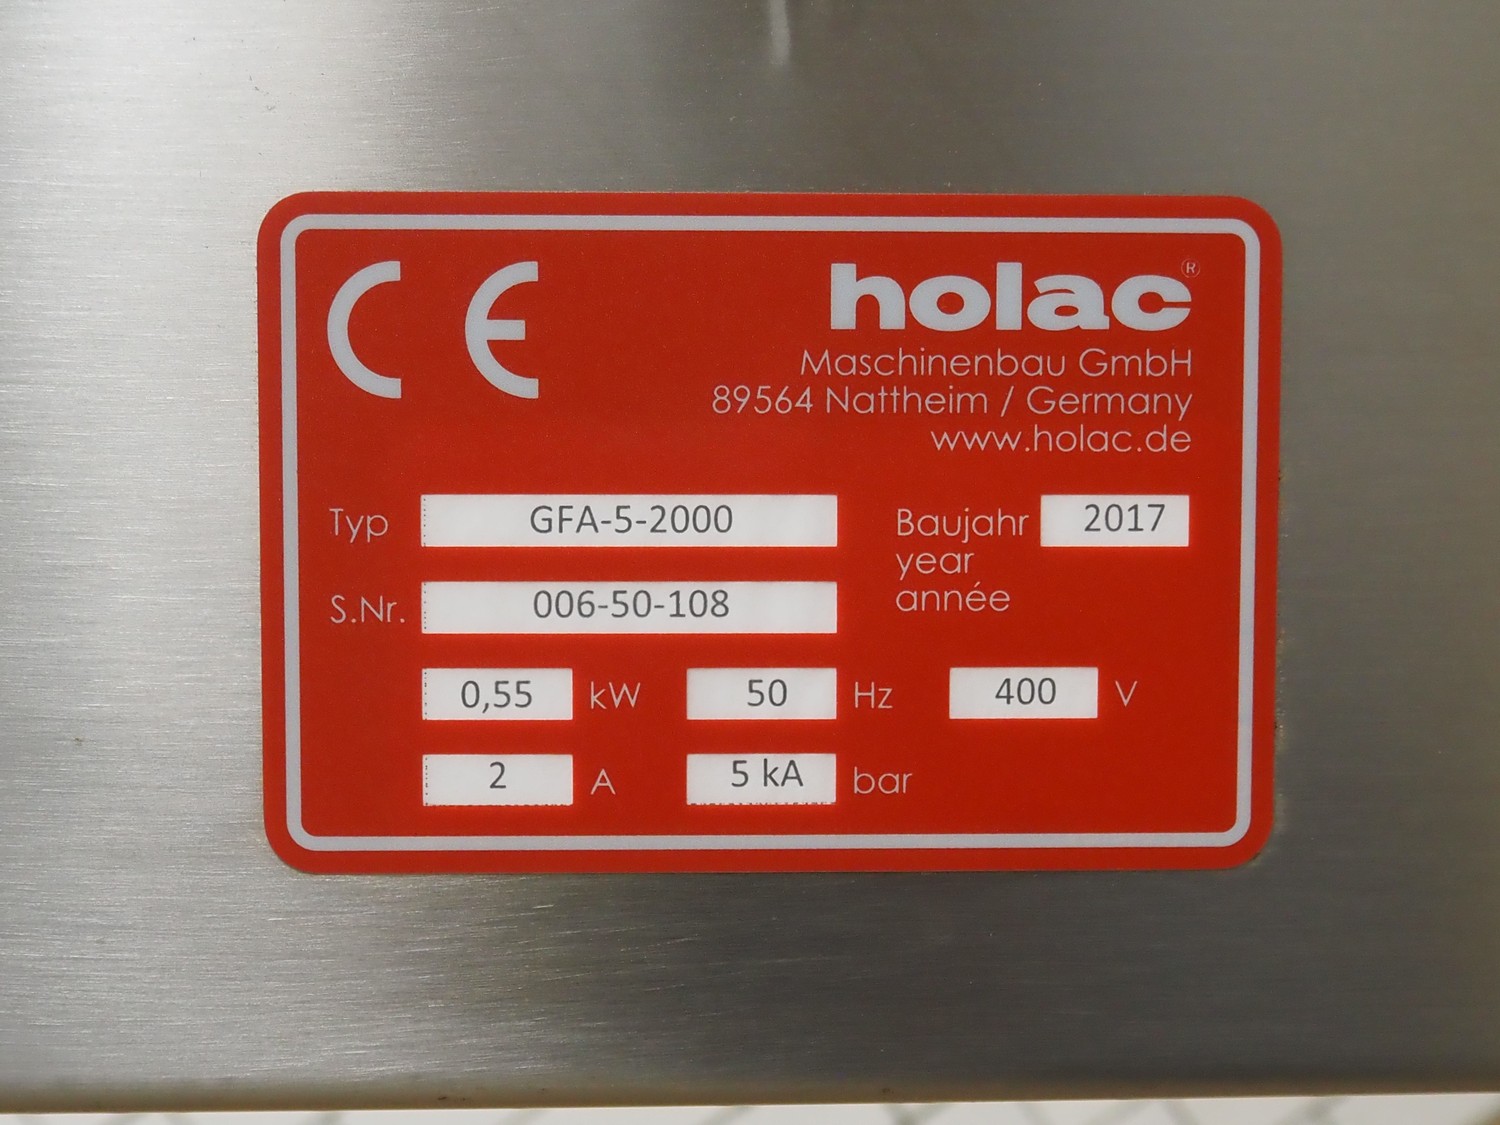 CE
holac®
Maschinenbau GmbH
89564 Nattheim / Germany
www.holac.de
Typ GFA-5-2000 Baujahr 2017
year
année
S.Nr. 006-50-108
0,55 kW 50 Hz 400 V
2 A 5 kA bar